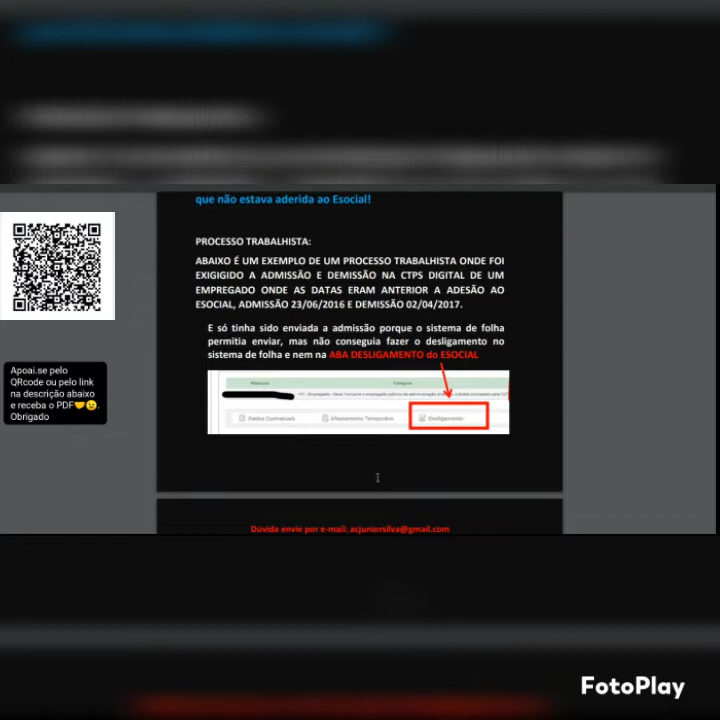 que não estava aderida ao Esocial!
PROCESSO TRABALHISTA:
ABAIXO É UM EXEMPLO DE UM PROCESSO TRABALHISTA ONDE FOI
EXIGIGIDO A ADMISSÃO E DEMISSÃO NA CTPS DIGITAL DE UM
EMPREGADO ONDE AS DATAS ERAM ANTERIOR A ADESÃO AO
ESOCIAL, ADMISSÃO 23/06/2016 E DEMISSÃO 02/04/2017.
E só tinha sido enviada a admissão porque o sistema de folha
permitia enviar, mas não conseguia fazer o desligamento no
sistema de folha e nem na ABA DESLIGAMENTO do ESOCIAL
Apoai.se pelo
QRcode ou pelo link
na descrição abaixo
e receba o PDF🤝😉.
Obrigado
Matrícula Categoria
Dados Contratuais Afastamento Temporário Desligamento
Dúvida envie por e-mail: acjuniorsilva@gmail.com
FotoPlay